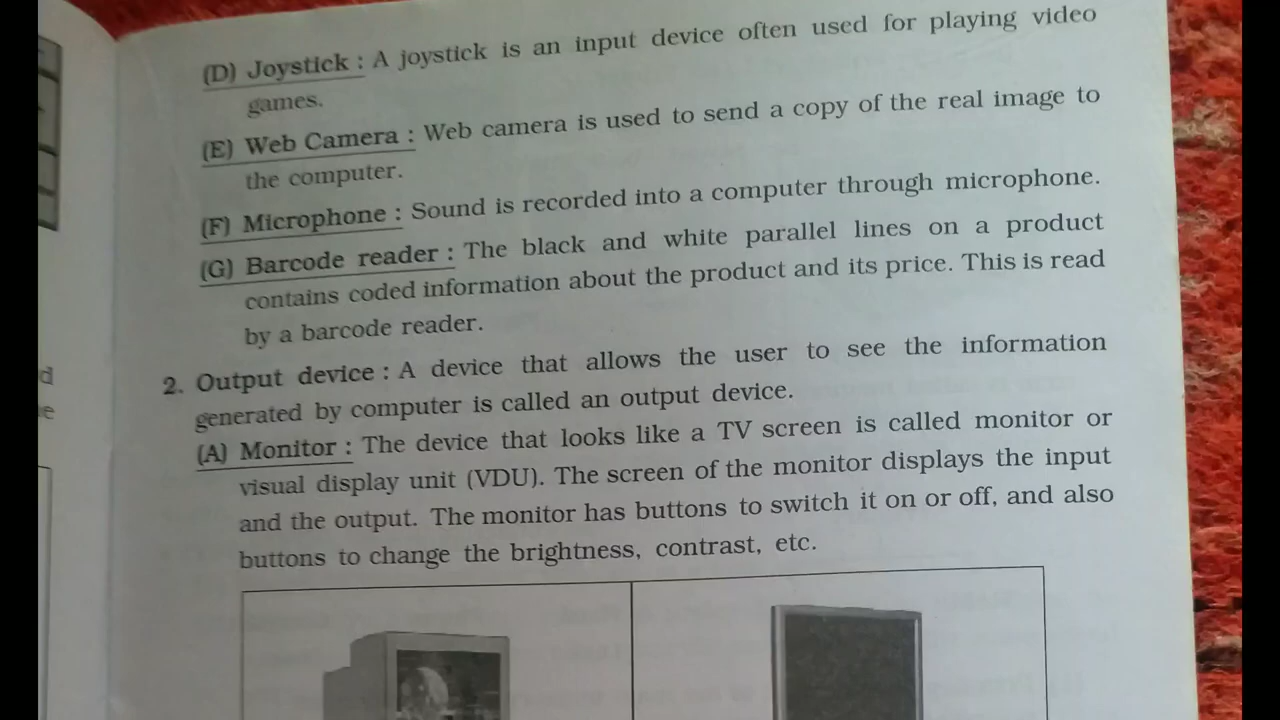 (D) Joystick : A joystick is an input device often used for playing video
games.
(E) Web Camera : Web camera is used to send a copy of the real image to
the computer.
(F) Microphone : Sound is recorded into a computer through microphone.
(G) Barcode reader : The black and white parallel lines on a product
contains coded information about the product and its price. This is read
by a barcode reader.
2. Output device : A device that allows the user to see the information
generated by computer is called an output device.
(A) Monitor : The device that looks like a TV screen is called monitor or
visual display unit (VDU). The screen of the monitor displays the input
and the output. The monitor has buttons to switch it on or off, and also
buttons to change the brightness, contrast, etc.